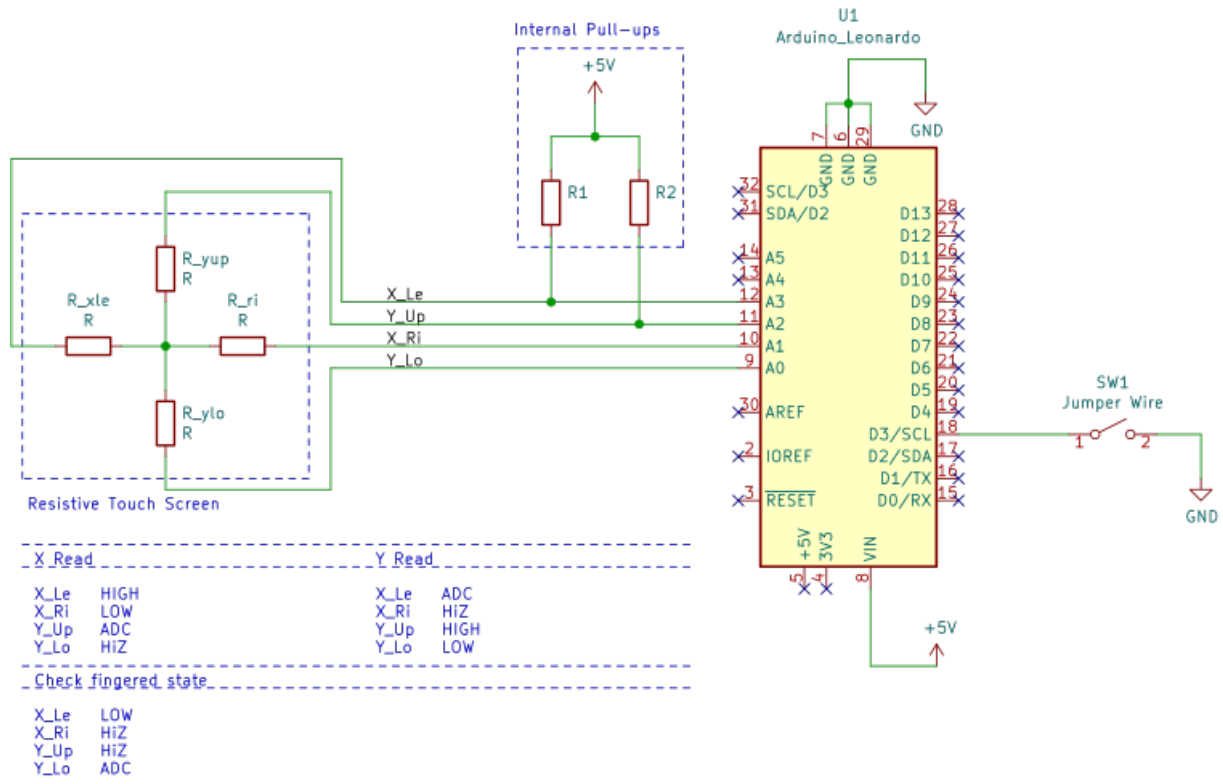 U1
Arduino_Leonardo
Internal Pull-ups
+5V
R1
R2
GND
7
6
29
GND
GND
GND
32
SCL/D3
31
SDA/D2
14
A5
13
A4
12
A3
11
A2
10
A1
9
A0
30
AREF
2
IOREF
3
RESET
D13
28
D12
27
D11
26
D10
25
D9
24
D8
23
D7
22
D6
21
D5
20
D4
19
D3/SCL
18
D2/SDA
17
D1/TX
16
D0/RX
15
+5V
3V3
VIN
5
4
8
+5V
SW1
Jumper Wire
1
2
GND
X_Le
Y_Up
X_Ri
Y_Lo
R_yup
R
R_xle
R
R_ri
R
R_ylo
R
Resistive Touch Screen
X Read
X_Le HIGH
X_Ri LOW
Y_Up ADC
Y_Lo HiZ
Y Read
X_Le ADC
X_Ri HiZ
Y_Up HIGH
Y_Lo LOW
Check fingered state
X_Le LOW
X_Ri HiZ
Y_Up HiZ
Y_Lo ADC